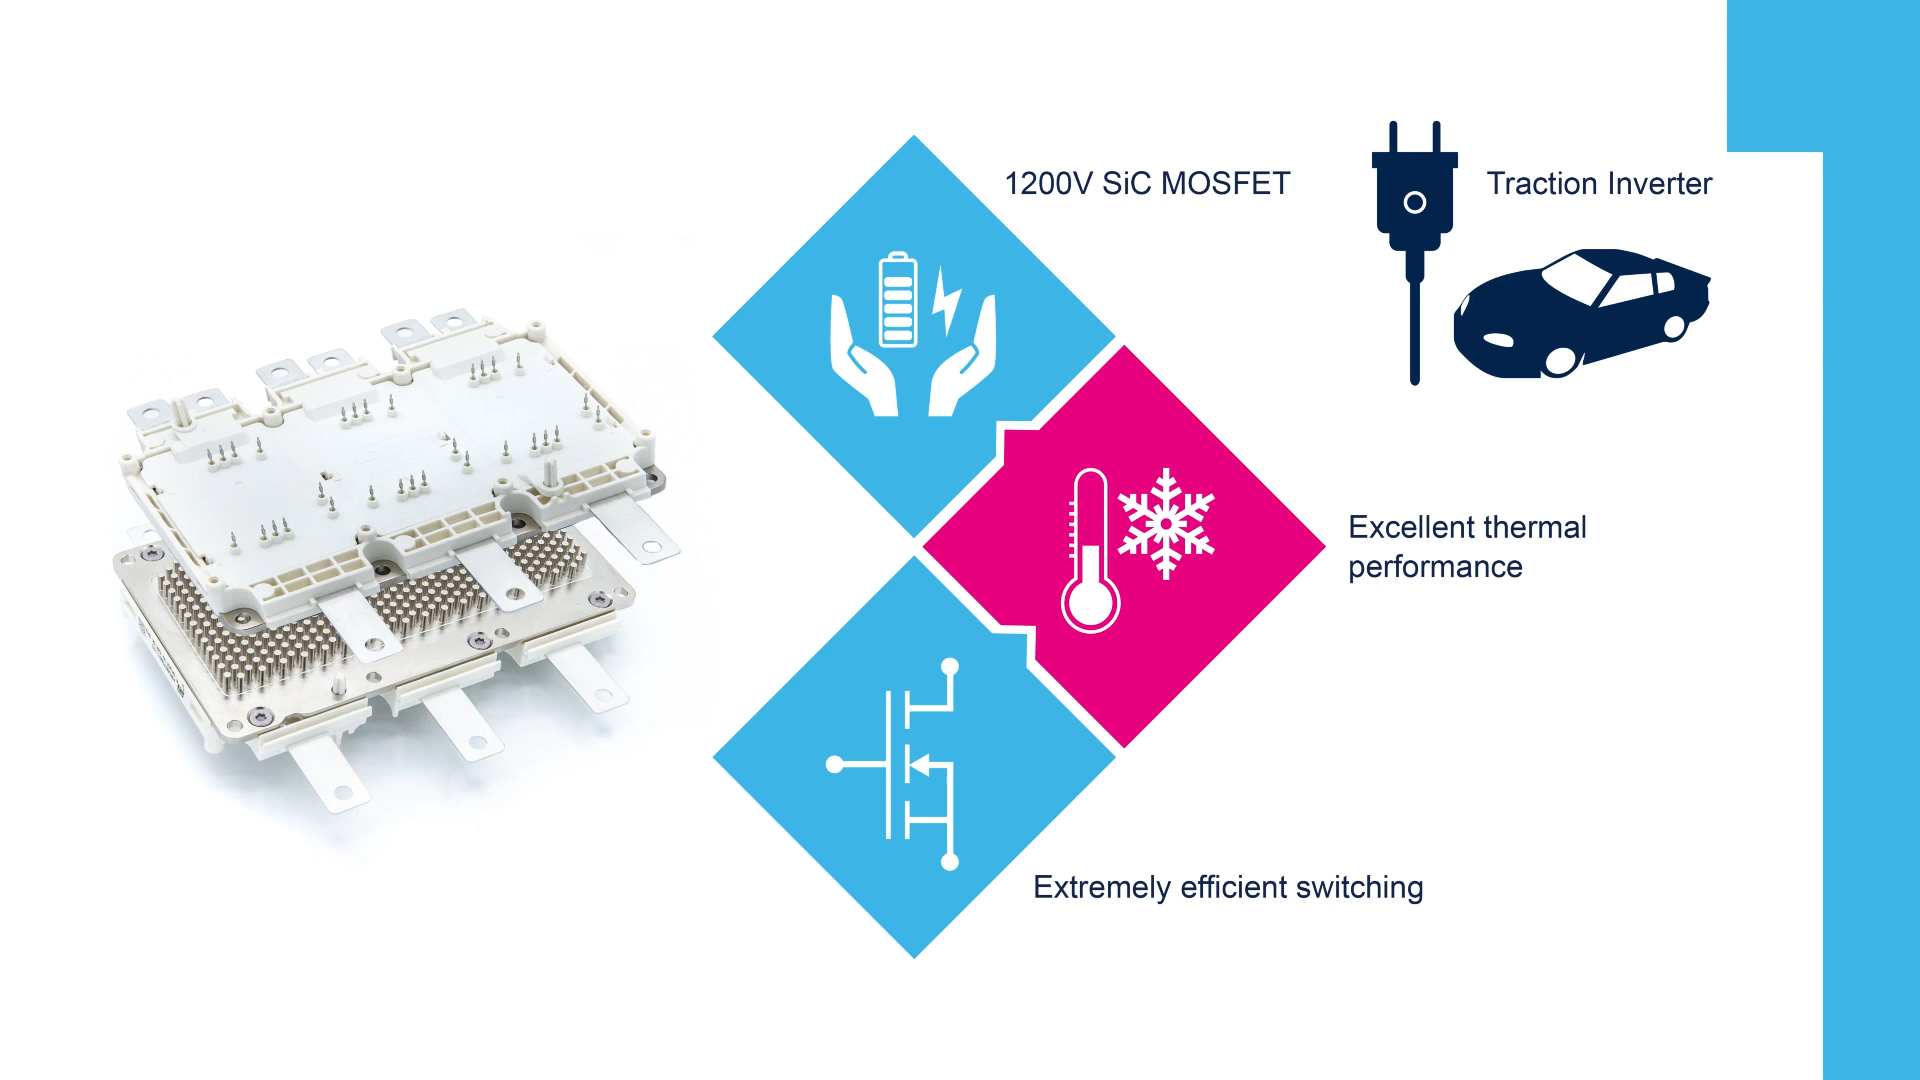 1200V SiC MOSFET
Traction Inverter
Excellent thermal
performance
Extremely efficient switching